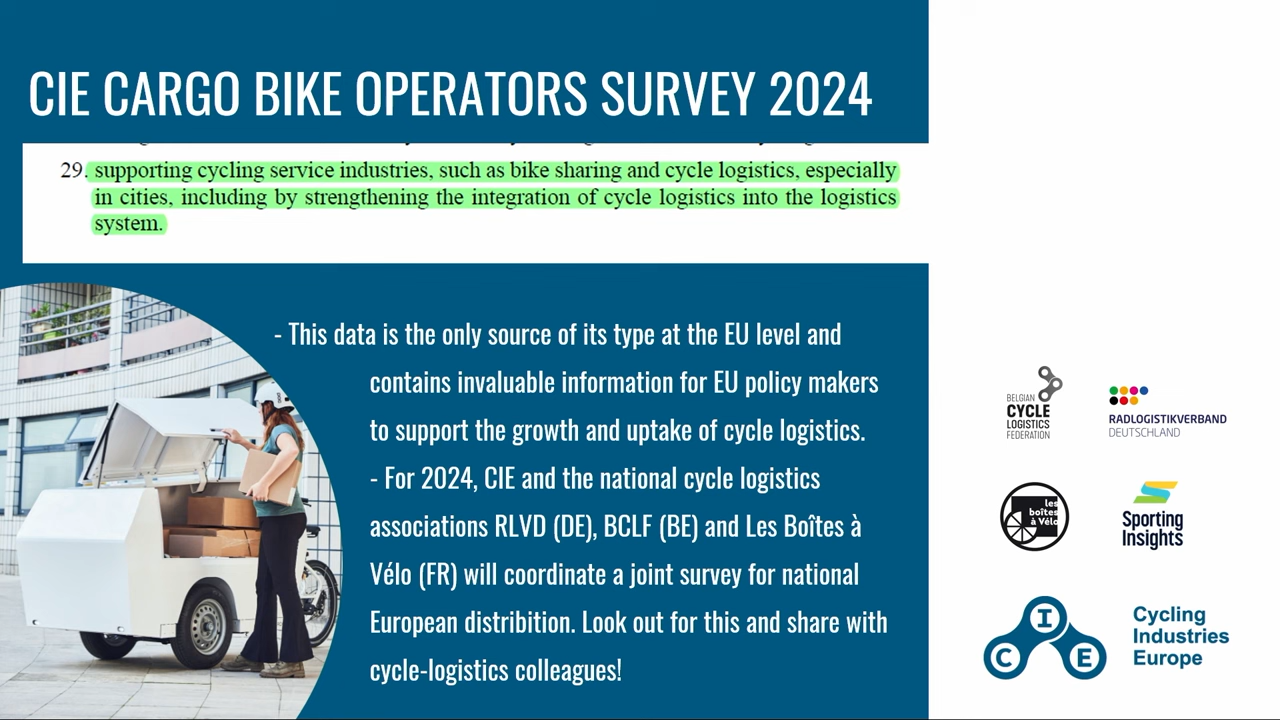 CIE CARGO BIKE OPERATORS SURVEY 2024
29. supporting cycling service industries, such as bike sharing and cycle logistics, especially
in cities, including by strengthening the integration of cycle logistics into the logistics
system.
- This data is the only source of its type at the EU level and
contains invaluable information for EU policy makers
to support the growth and uptake of cycle logistics.
- For 2024, CIE and the national cycle logistics
associations RLVD (DE), BCLF (BE) and Les Boîtes à
Vélo (FR) will coordinate a joint survey for national
European distribition. Look out for this and share with
cycle-logistics colleagues!
BELGIAN
CYCLE
LOGISTICS
FEDERATION
RADLOGISTIKVERBAND
DEUTSCHLAND
les
boîtes
à Vélo
Sporting
Insights
C I E
Cycling
Industries
Europe